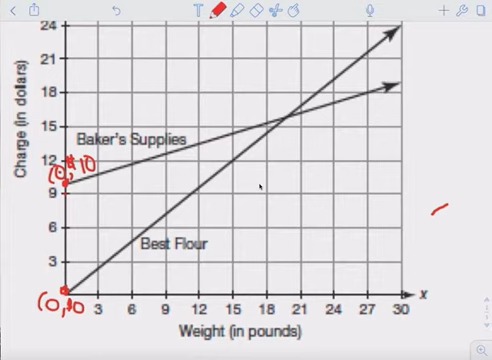 24
21
18
15
12
9
6
3
Charge (in dollars)
Baker's Supplies
(0, 10
Best Flour
(0,
3 6 9 12 15 18 21 24 27 30 x
Weight (in pounds)
T